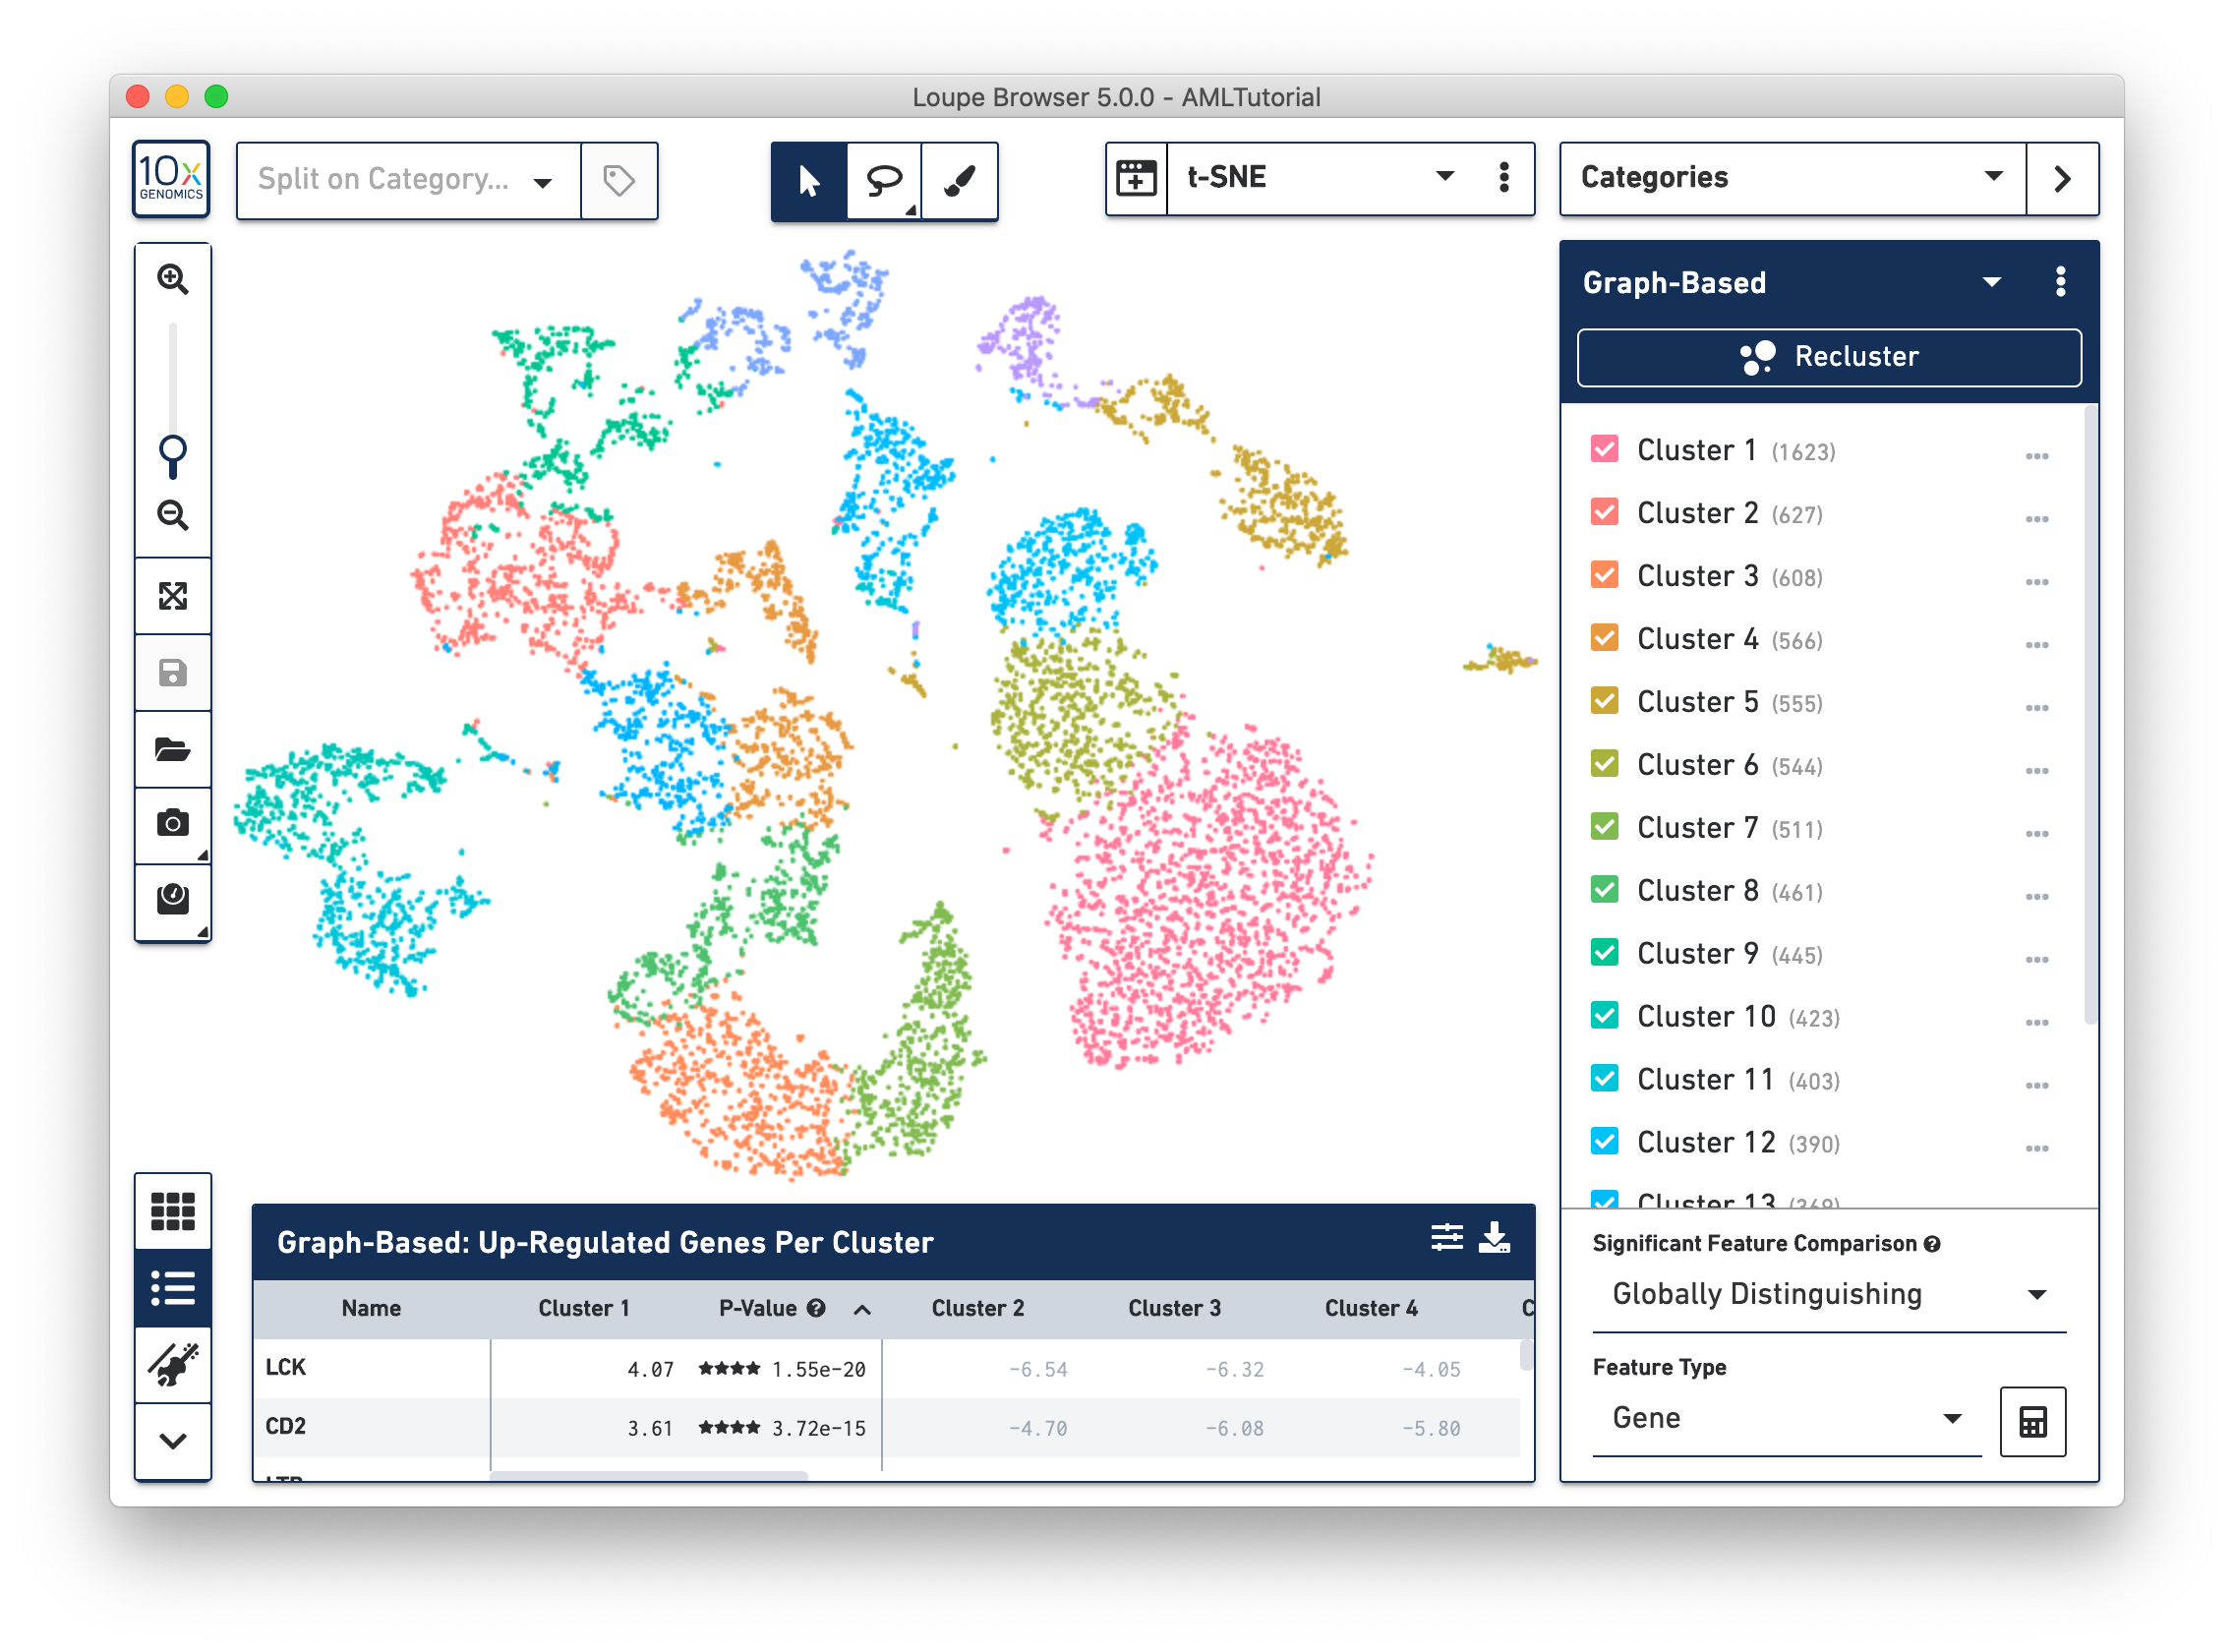 Loupe Browser 5.0.0 - AMLTutorial
10x
GENOMICS
Split on Category...
t-SNE
Categories
Graph-Based
Recluster
Cluster 1 (1623)
Cluster 2 (627)
Cluster 3 (608)
Cluster 4 (566)
Cluster 5 (555)
Cluster 6 (544)
Cluster 7 (511)
Cluster 8 (461)
Cluster 9 (445)
Cluster 10 (423)
Cluster 11 (403)
Cluster 12 (390)
Cluster 13 (369)
Significant Feature Comparison
Globally Distinguishing
Feature Type
Gene
Graph-Based: Up-Regulated Genes Per Cluster
Name Cluster 1 P-Value Cluster 2 Cluster 3 Cluster 4 C
LCK 4.07 ★★★★ 1.55e-20 -6.54 -6.32 -4.05
CD2 3.61 ★★★★ 3.72e-15 -4.70 -6.08 -5.80